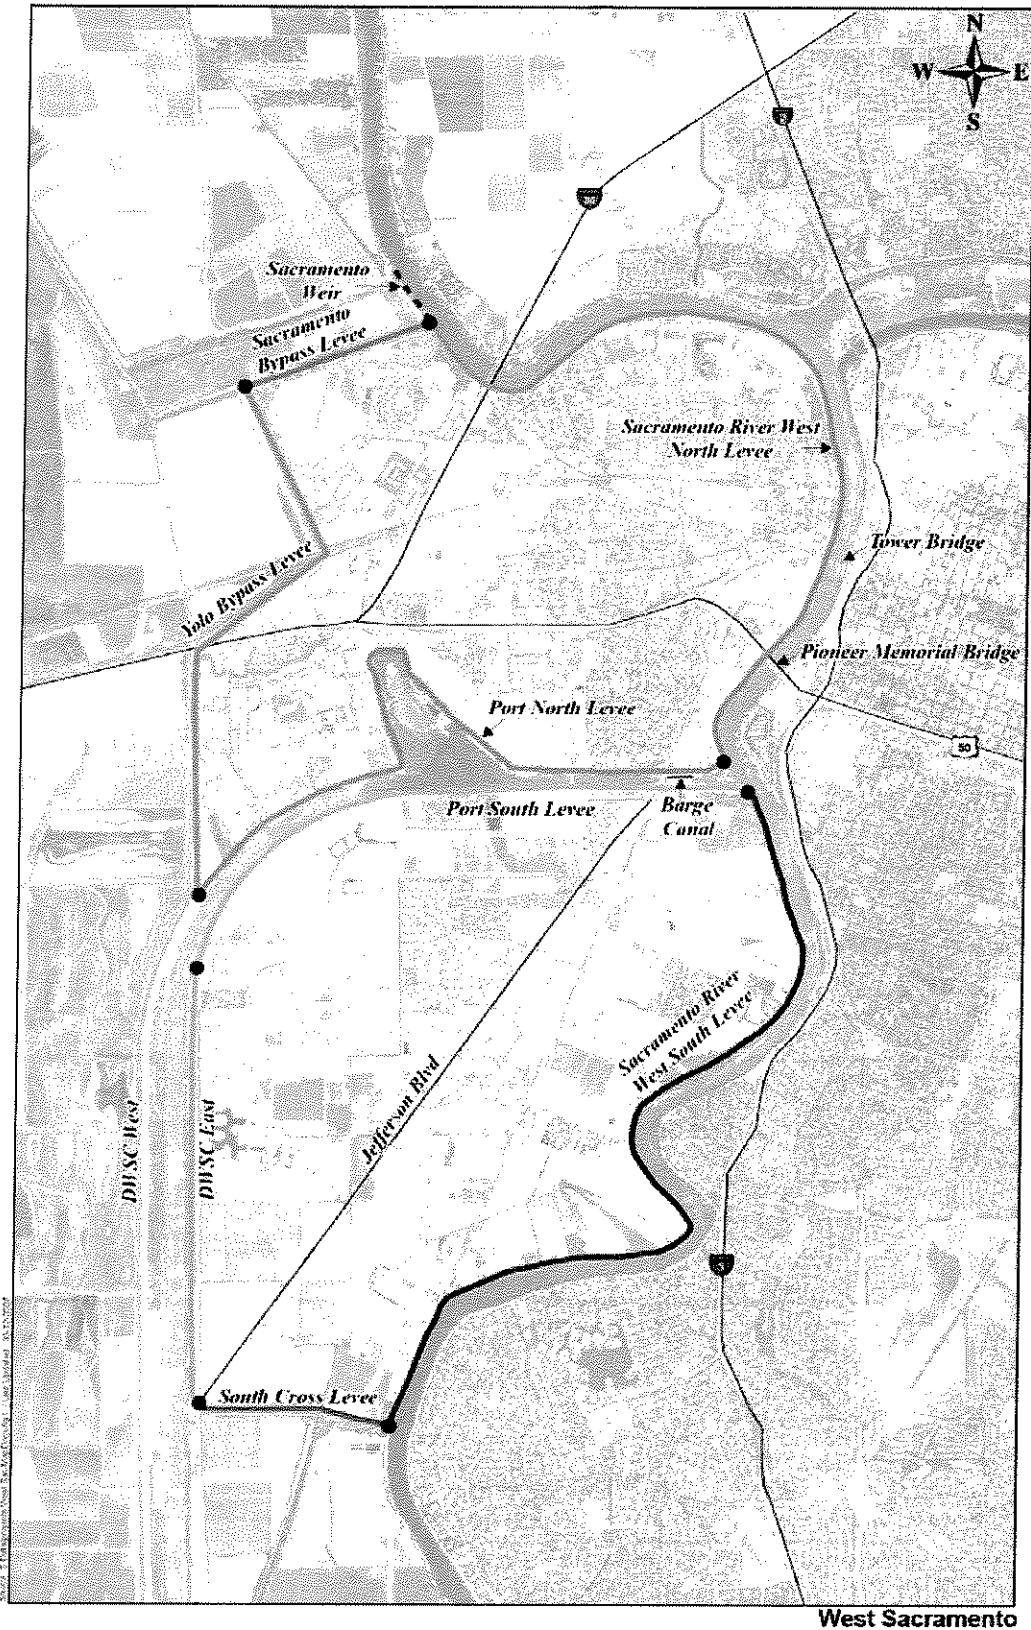 N
W E
S
Sacramento
Weir
Sacramento
Bypass Levee
Sacramento River West
North Levee
Tower Bridge
Yolo Bypass Levee
Pioneer Memorial Bridge
Port North Levee
50
Port South Levee
Barge
Canal
Sacramento River
West South Levee
Jefferson Blvd
DWSC West
DWSC East
5
South Cross Levee
West Sacramento